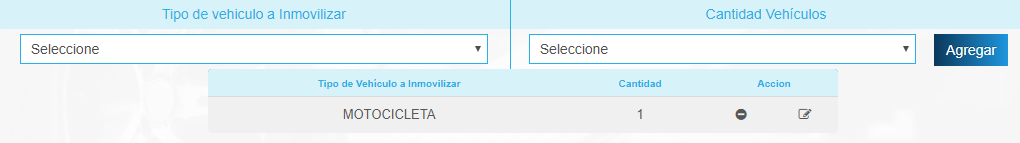 Tipo de vehiculo a Inmovilizar Cantidad Vehículos
Seleccione Seleccione Agregar
Tipo de Vehículo a Inmovilizar Cantidad Accion
MOTOCICLETA 1